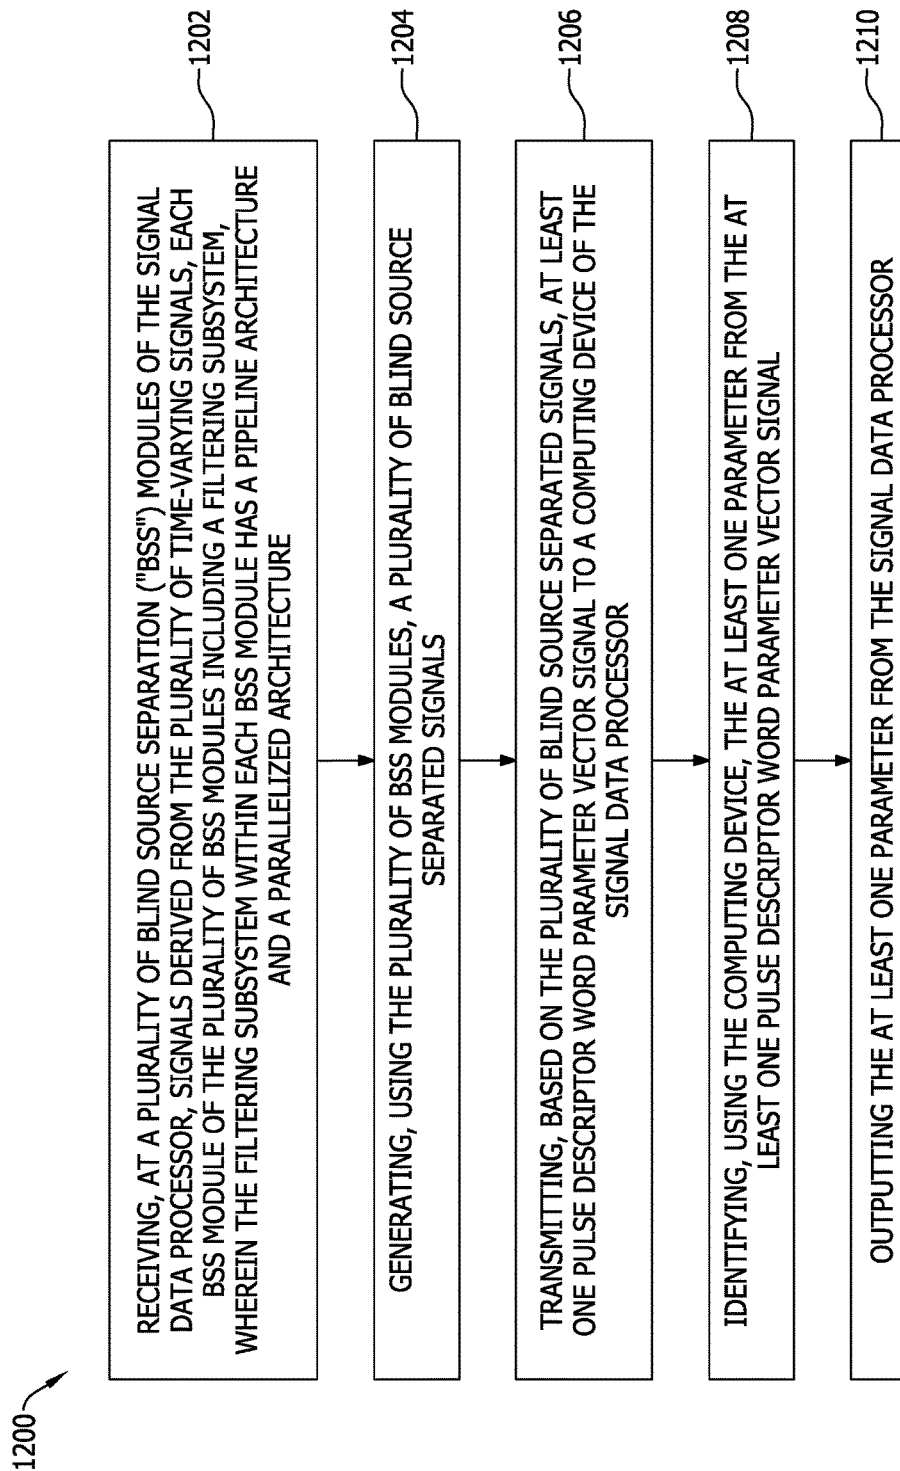 1200
RECEIVING, AT A PLURALITY OF BLIND SOURCE SEPARATION ("BSS") MODULES OF THE SIGNAL
DATA PROCESSOR, SIGNALS DERIVED FROM THE PLURALITY OF TIME-VARYING SIGNALS, EACH
BSS MODULE OF THE PLURALITY OF BSS MODULES INCLUDING A FILTERING SUBSYSTEM,
WHEREIN THE FILTERING SUBSYSTEM WITHIN EACH BSS MODULE HAS A PIPELINE ARCHITECTURE
AND A PARALLELIZED ARCHITECTURE
1202
GENERATING, USING THE PLURALITY OF BSS MODULES, A PLURALITY OF BLIND SOURCE
SEPARATED SIGNALS
1204
TRANSMITTING, BASED ON THE PLURALITY OF BLIND SOURCE SEPARATED SIGNALS, AT LEAST
ONE PULSE DESCRIPTOR WORD PARAMETER VECTOR SIGNAL TO A COMPUTING DEVICE OF THE
SIGNAL DATA PROCESSOR
1206
IDENTIFYING, USING THE COMPUTING DEVICE, THE AT LEAST ONE PARAMETER FROM THE AT
LEAST ONE PULSE DESCRIPTOR WORD PARAMETER VECTOR SIGNAL
1208
OUTPUTTING THE AT LEAST ONE PARAMETER FROM THE SIGNAL DATA PROCESSOR
1210